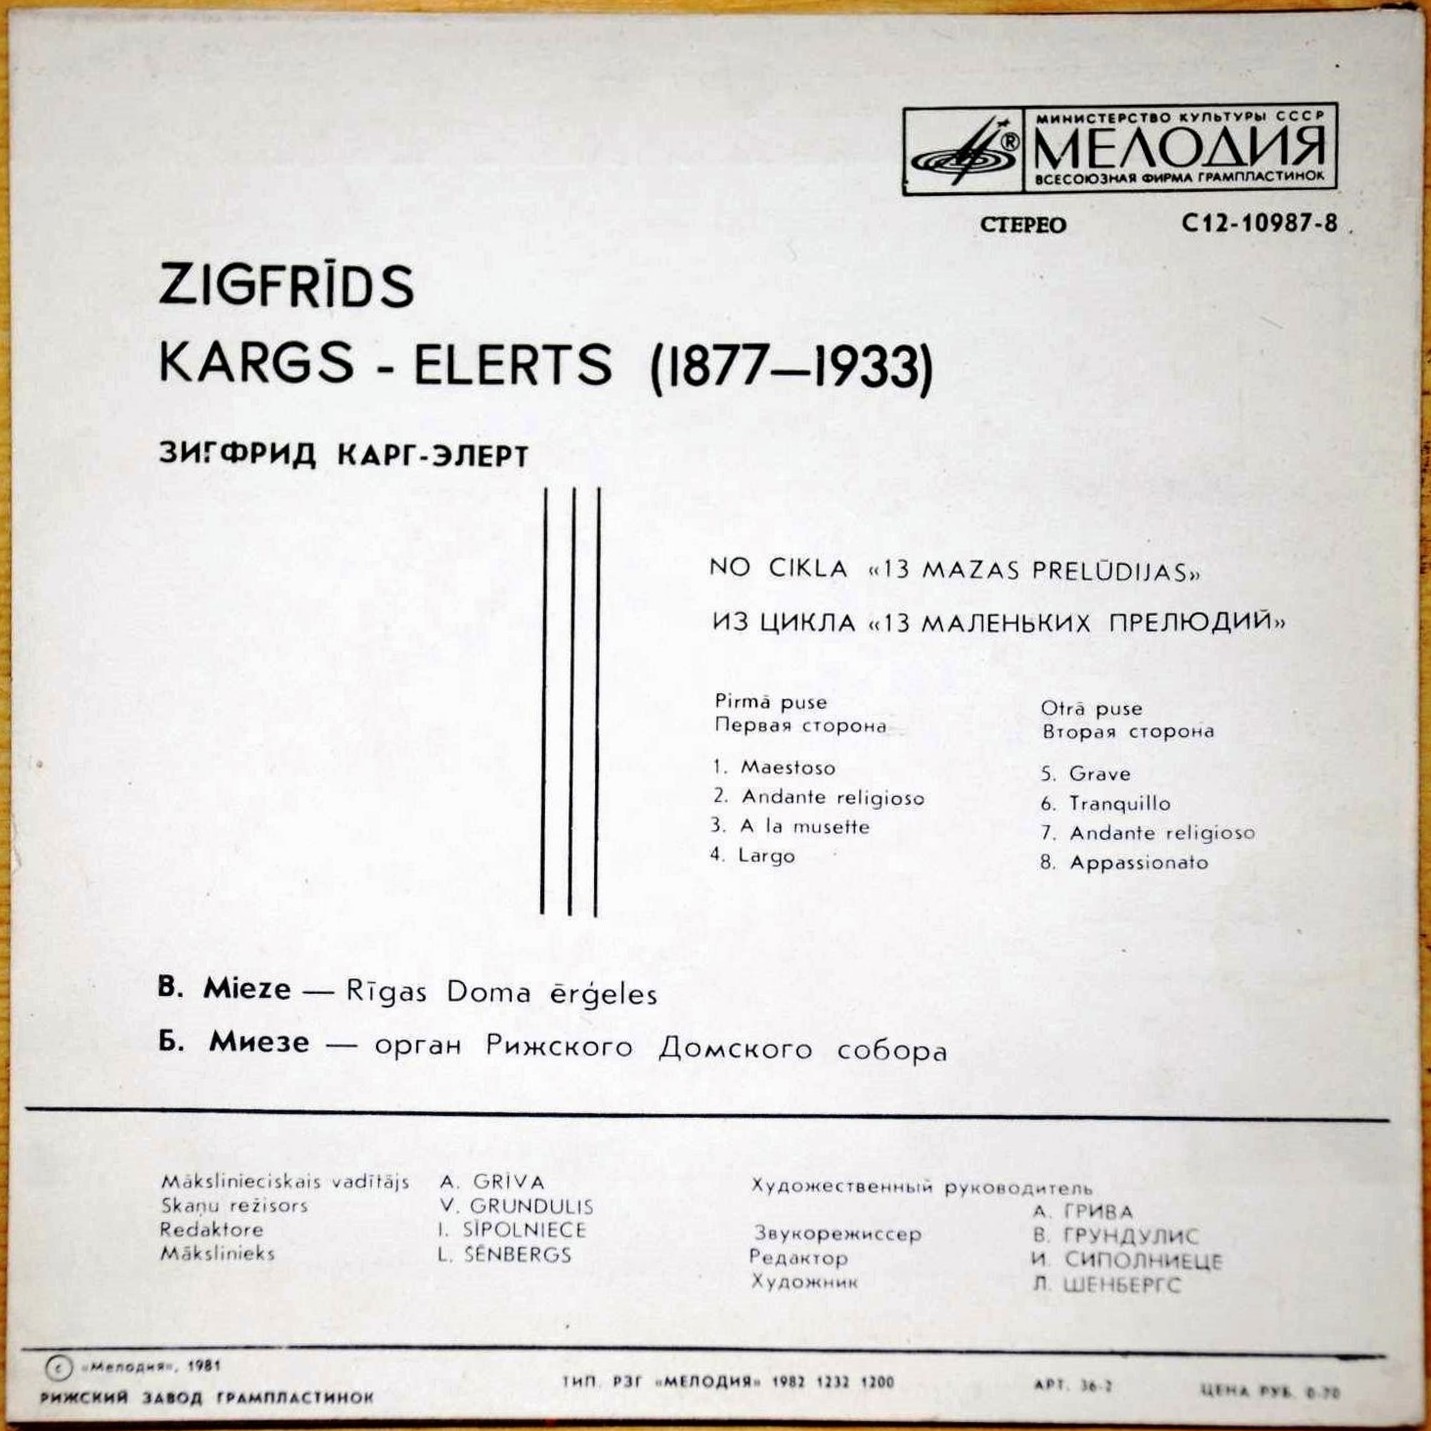 МИНИСТЕРСТВО КУЛЬТУРЫ СССР
МЕЛОДИЯ
ВСЕСОЮЗНАЯ ФИРМА ГРАМПЛАСТИНОК
®
СТЕРЕО С12-10987-8
ZIGFRĪDS
KARGS - ELERTS (1877—1933)
ЗИГФРИД КАРГ-ЭЛЕРТ
NO CIKLA «13 MAZAS PRELŪDIJAS»
ИЗ ЦИКЛА «13 МАЛЕНЬКИХ ПРЕЛЮДИЙ»
Pirmā puse
Первая сторона
1. Maestoso
2. Andante religioso
3. A la musette
4. Largo
Otrā puse
Вторая сторона
5. Grave
6. Tranquillo
7. Andante religioso
8. Appassionato
B. Mieze — Rīgas Doma ērģeles
Б. Миезе — орган Рижского Домского собора
Mākslinieciskais vadītājs A. GRĪVA
Skaņu režisors V. GRUNDULIS
Redaktore I. SĪPOLNIECE
Mākslinieks L. ŠĒNBERGS
Художественный руководитель
А. ГРИВА
Звукорежиссер В. ГРУНДУЛИС
Редактор И. СИПОЛНИЕЦЕ
Художник Л. ШЕНБЕРГС
© «Мелодия», 1981
РИЖСКИЙ ЗАВОД ГРАМПЛАСТИНОК
ТИП. РЗГ «МЕЛОДИЯ» 1982 1232 1200
АРТ. 36-2
ЦЕНА РУБ. 0-70